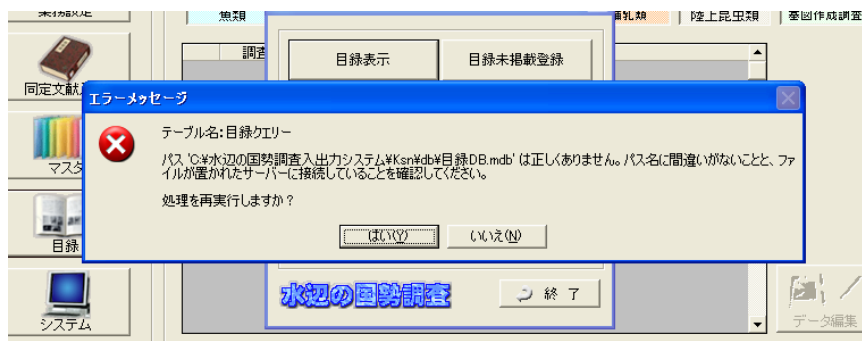 魚類
陸上昆虫類
基図作成調査
目録表示
目録未掲載登録
同定文献
エラーメッセージ
テーブル名:目録クエリー
パス 'C:¥水辺の国勢調査入出力システム¥Ksn¥db¥目録DB.mdb' は正しくありません。パス名に間違いがないことと、ファ
イルが置かれたサーバーに接続していることを確認してください。
処理を再実行しますか？
はい(Y)
いいえ(N)
マス
目録
水辺の国勢調査
終 了
システム
データ編集